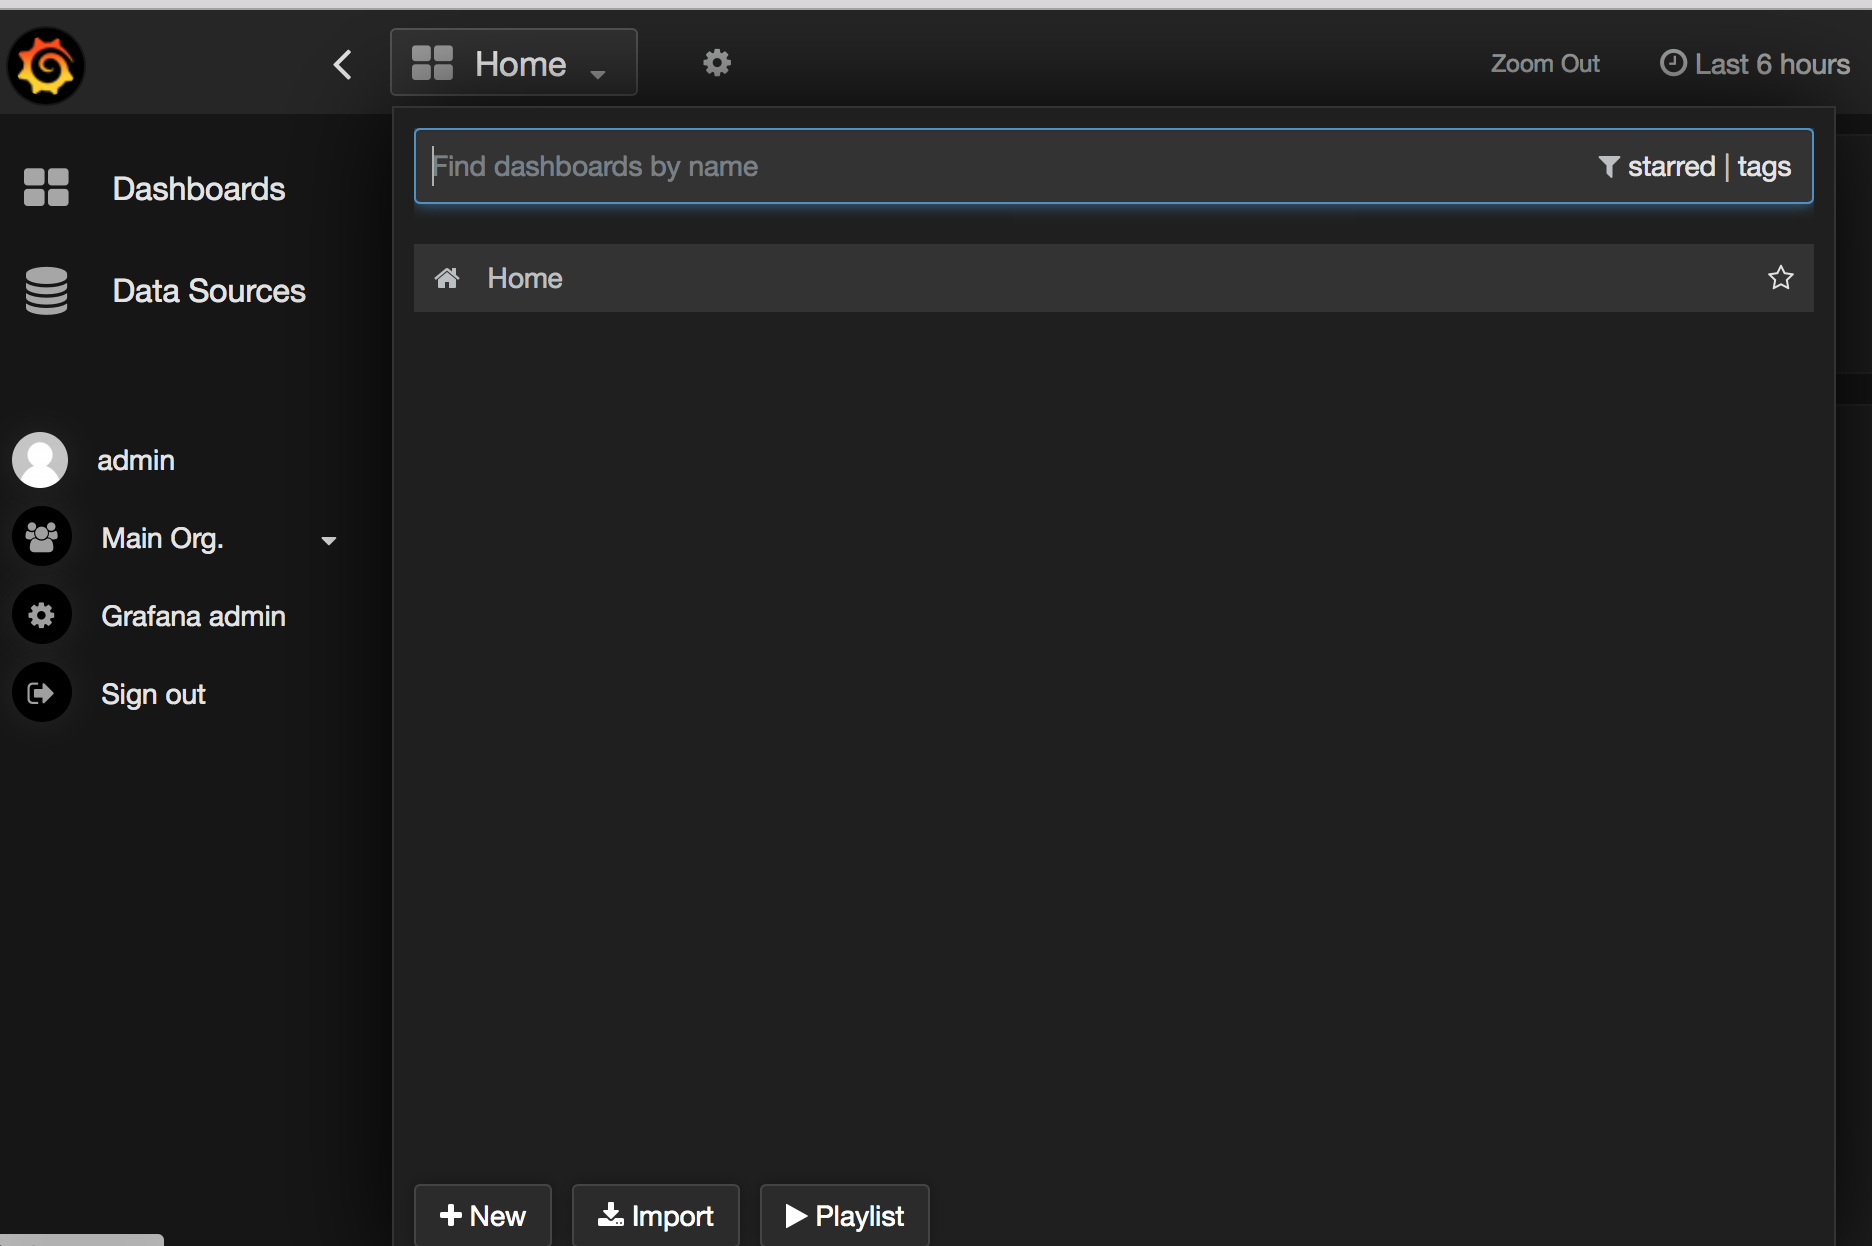 Home
Zoom Out
Last 6 hours
Find dashboards by name
starred | tags
Dashboards
Data Sources
Home
admin
Main Org.
Grafana admin
Sign out
New
Import
Playlist